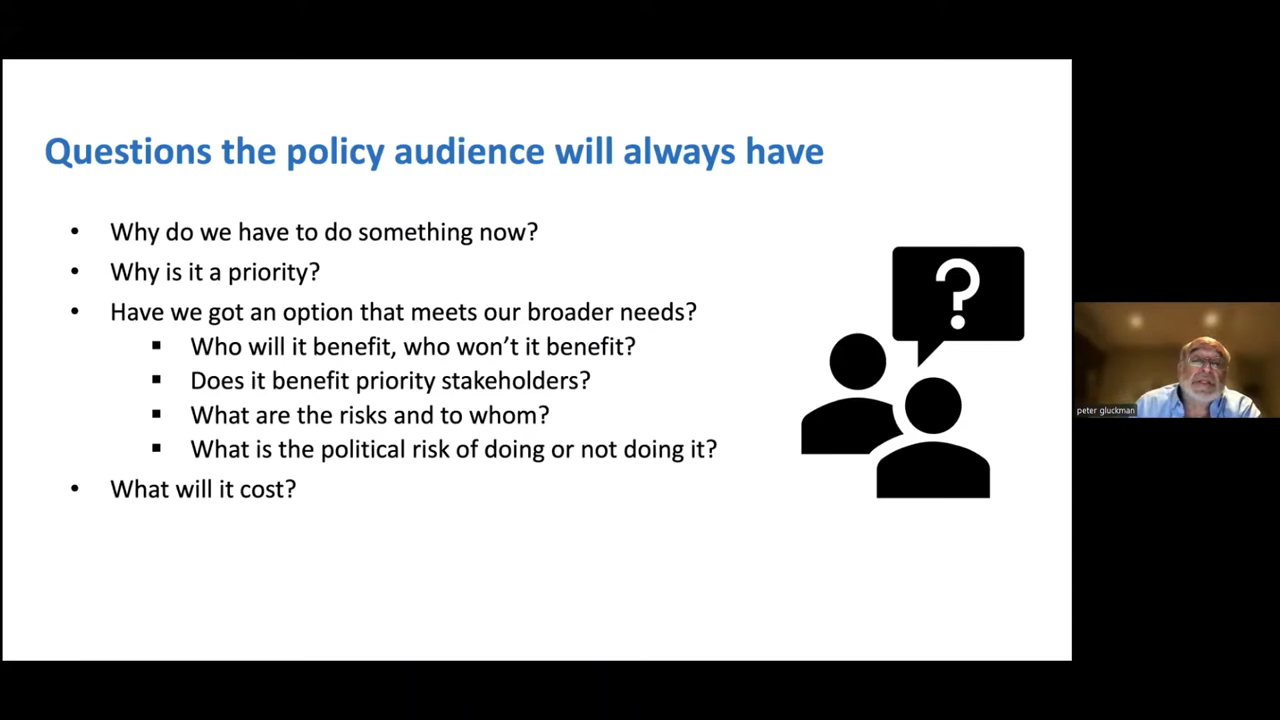 Questions the policy audience will always have
• Why do we have to do something now?
• Why is it a priority?
• Have we got an option that meets our broader needs?
▪ Who will it benefit, who won’t it benefit?
▪ Does it benefit priority stakeholders?
▪ What are the risks and to whom?
▪ What is the political risk of doing or not doing it?
• What will it cost?
?
peter gluckman